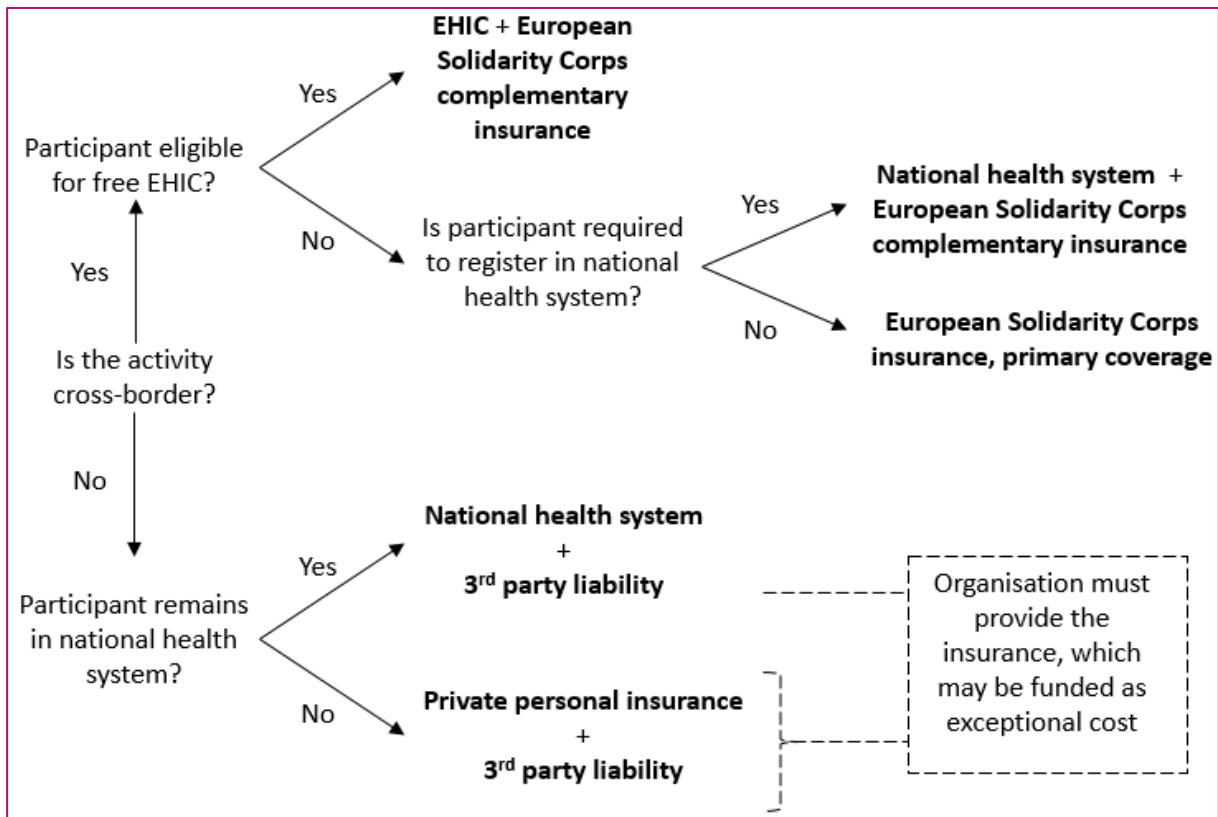 EHIC + European
Solidarity Corps
complementary
insurance
Yes
Participant eligible
for free EHIC?
No
Is participant required
to register in national
health system?
Yes
National health system +
European Solidarity Corps
complementary insurance
No
European Solidarity Corps
insurance, primary coverage
Yes
Is the activity
cross-border?
No
Participant remains
in national health
system?
Yes
National health system
+
3rd party liability
No
Private personal insurance
+
3rd party liability
Organisation must
provide the
insurance, which
may be funded as
exceptional cost